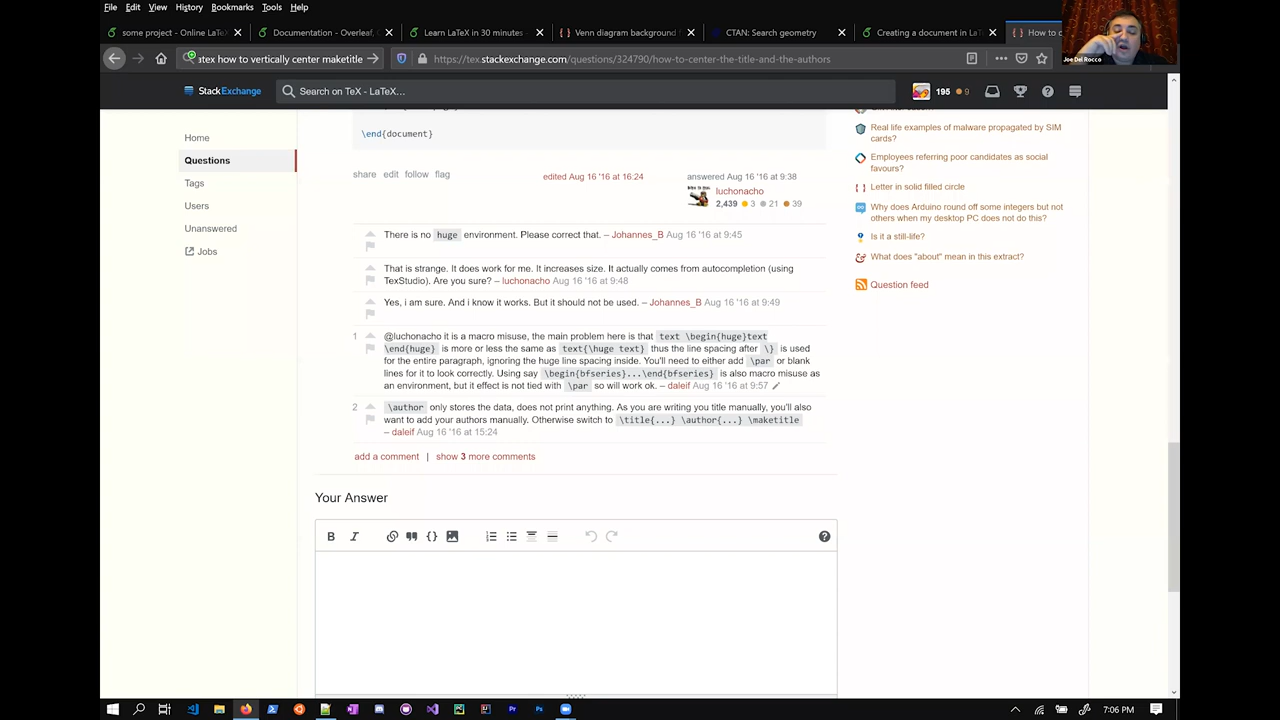 File Edit View History Bookmarks Tools Help
some project - Online LaTe
Documentation - Overleaf,
Learn LaTeX in 30 minutes -
Venn diagram background
CTAN: Search geometry
Creating a document in LaT
How to c
Joe Del Rocco
atex how to vertically center maketitle
https://tex.stackexchange.com/questions/324790/how-to-center-the-title-and-the-authors
StackExchange
Search on TeX - LaTeX...
195 9
Home
Questions
Tags
Users
Unanswered
Jobs
\end{document}
share edit follow flag
edited Aug 16 '16 at 16:24
answered Aug 16 '16 at 9:38
luchonacho
2,439 3 21 39
There is no huge environment. Please correct that. – Johannes_B Aug 16 '16 at 9:45
That is strange. It does work for me. It increases size. It actually comes from autocompletion (using
TexStudio). Are you sure? – luchonacho Aug 16 '16 at 9:48
Yes, i am sure. And i know it works. But it should not be used. – Johannes_B Aug 16 '16 at 9:49
1 @luchonacho it is a macro misuse, the main problem here is that text \begin{huge}text
\end{huge} is more or less the same as text{\huge text} thus the line spacing after \} is used
for the entire paragraph, ignoring the huge line spacing inside. You'll need to either add \par or blank
lines for it to look correctly. Using say \begin{bfseries}...\end{bfseries} is also macro misuse as
an environment, but it effect is not tied with \par so will work ok. – daleif Aug 16 '16 at 9:57
2 \author only stores the data, does not print anything. As you are writing you title manually, you'll also
want to add your authors manually. Otherwise switch to \title{...} \author{...} \maketitle
– daleif Aug 16 '16 at 15:24
add a comment | show 3 more comments
Your Answer
B I
Real life examples of malware propagated by SIM
cards?
Employees referring poor candidates as social
favours?
Letter in solid filled circle
Why does Arduino round off some integers but not
others when my desktop PC does not do this?
Is it a still-life?
What does "about" mean in this extract?
Question feed
7:06 PM